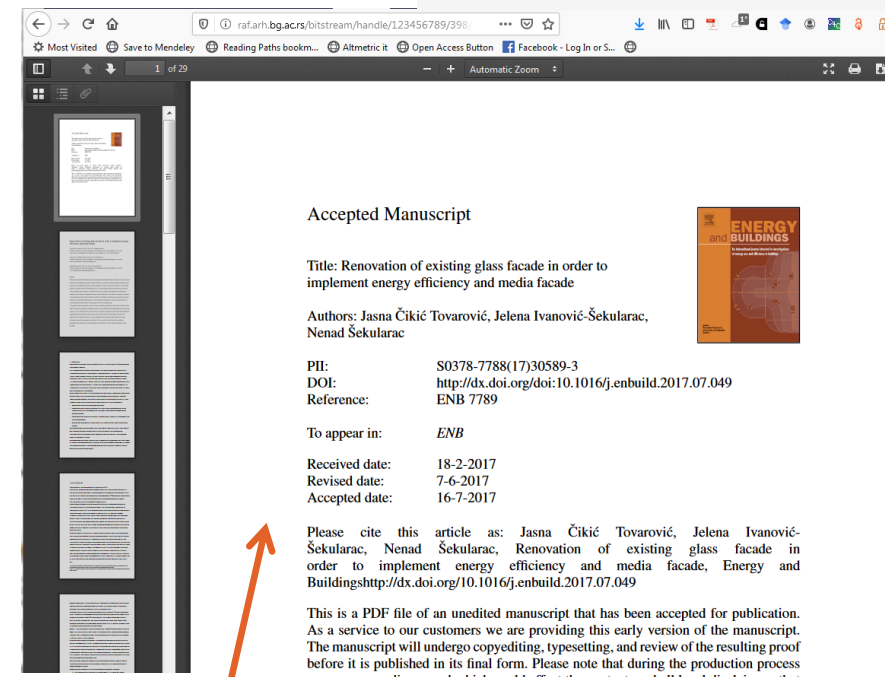 raf.arh.bg.ac.rs/bitstream/handle/123456789/398/
Most Visited Save to Mendeley Reading Paths bookm... Altmetric it Open Access Button Facebook - Log In or S...
1 of 29 Automatic Zoom
Accepted Manuscript
ENERGY
and BUILDINGS
Title: Renovation of existing glass facade in order to
implement energy efficiency and media facade
Authors: Jasna Čikić Tovarović, Jelena Ivanović-Šekularac,
Nenad Šekularac
PII: S0378-7788(17)30589-3
DOI: http://dx.doi.org/doi:10.1016/j.enbuild.2017.07.049
Reference: ENB 7789
To appear in: ENB
Received date: 18-2-2017
Revised date: 7-6-2017
Accepted date: 16-7-2017
Please cite this article as: Jasna Čikić Tovarović, Jelena Ivanović-
Šekularac, Nenad Šekularac, Renovation of existing glass facade in
order to implement energy efficiency and media facade, Energy and
Buildingshttp://dx.doi.org/10.1016/j.enbuild.2017.07.049
This is a PDF file of an unedited manuscript that has been accepted for publication.
As a service to our customers we are providing this early version of the manuscript.
The manuscript will undergo copyediting, typesetting, and review of the resulting proof
before it is published in its final form. Please note that during the production process